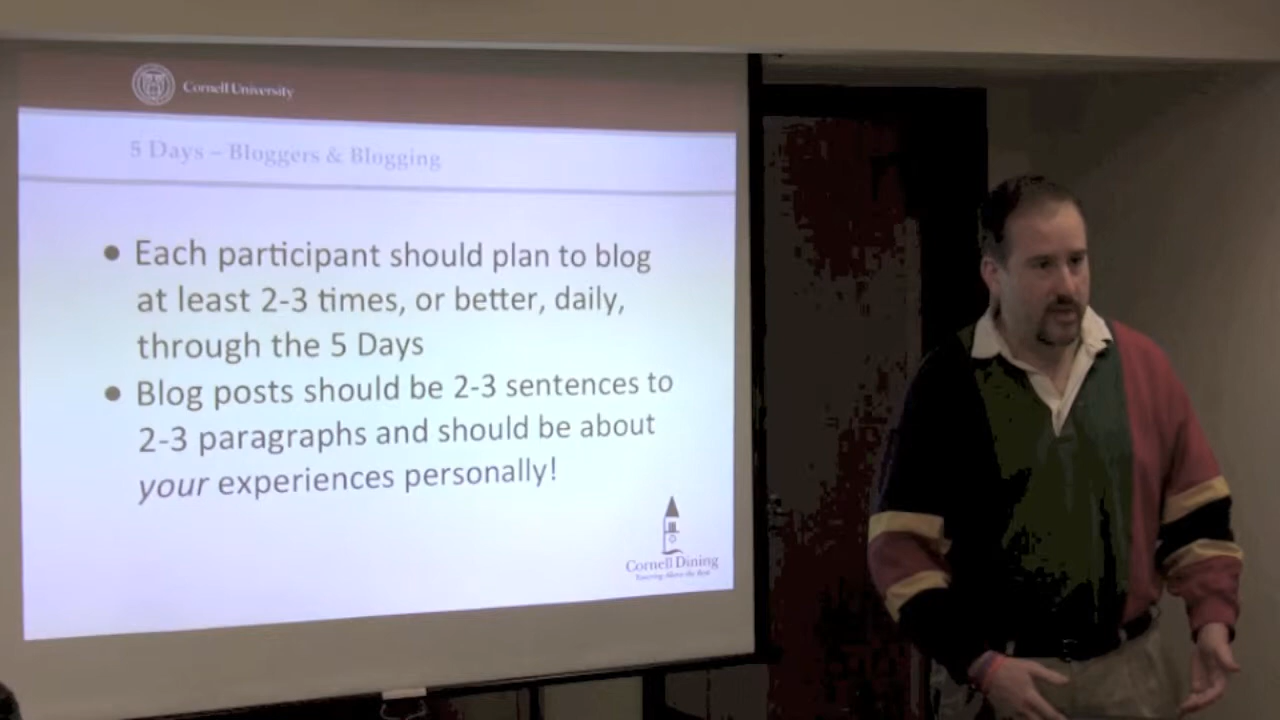 Cornell University
5 Days – Bloggers & Blogging
• Each participant should plan to blog
at least 2-3 times, or better, daily,
through the 5 Days
• Blog posts should be 2-3 sentences to
2-3 paragraphs and should be about
your experiences personally!
Cornell Dining